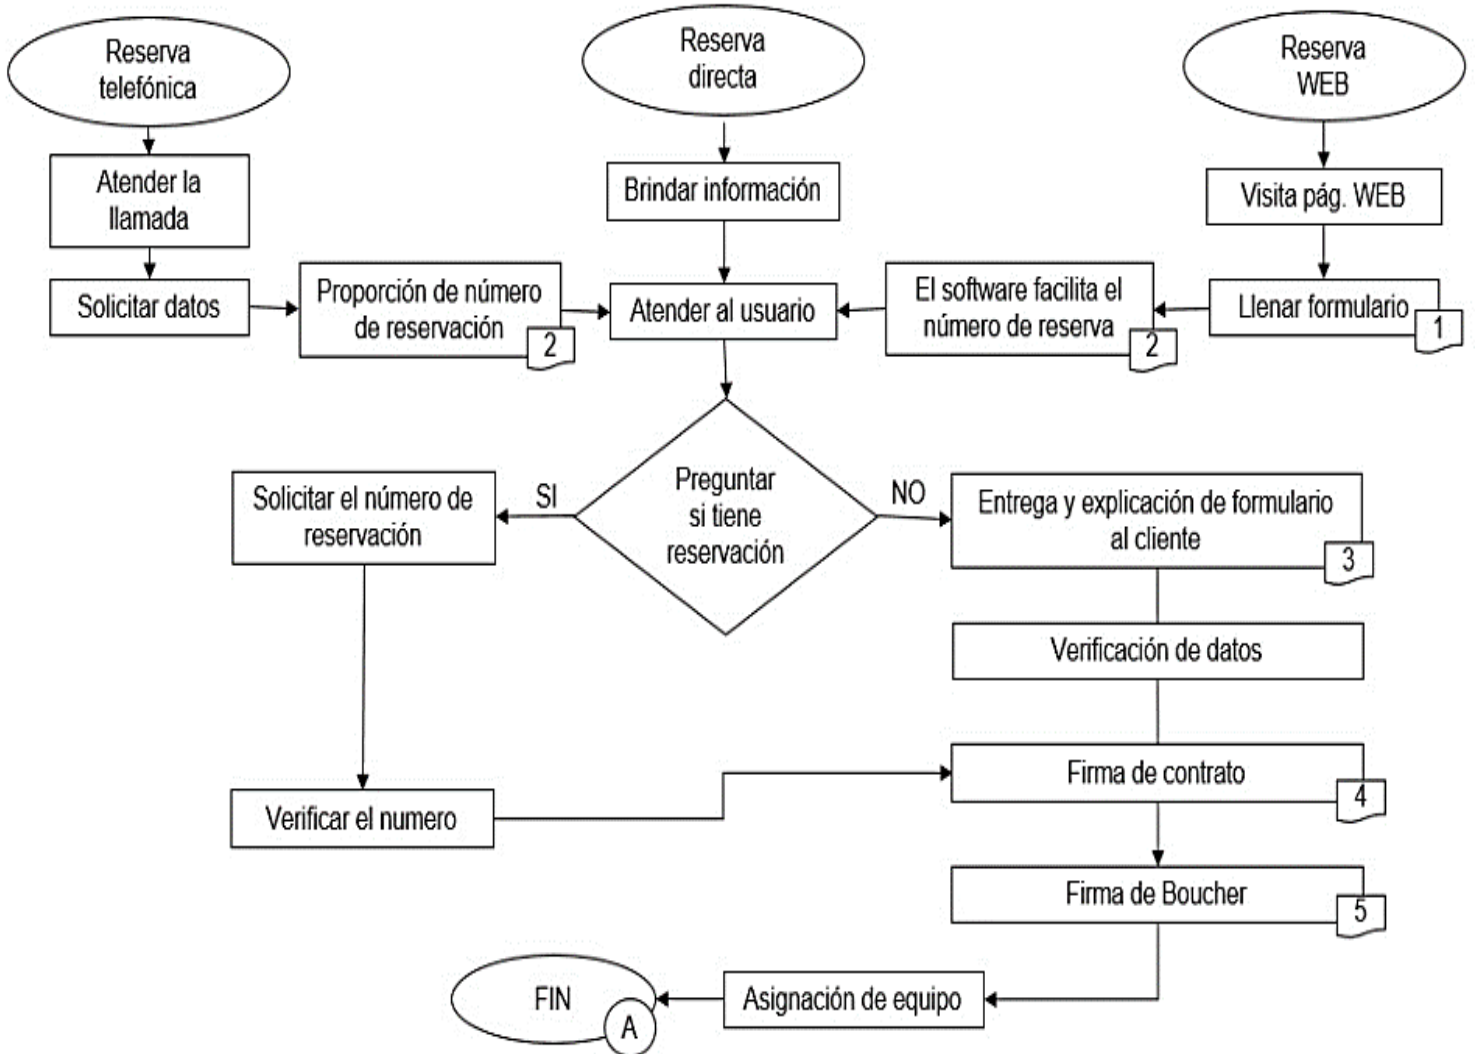 Reserva
telefónica
Reserva
directa
Reserva
WEB
Atender la
llamada
Brindar información
Visita pág. WEB
Solicitar datos
Proporción de número
de reservación
2
Atender al usuario
El software facilita el
número de reserva
2
Llenar formulario
1
Preguntar
si tiene
reservación
SI
NO
Solicitar el número de
reservación
Entrega y explicación de formulario
al cliente
3
Verificación de datos
Verificar el numero
Firma de contrato
4
Firma de Boucher
5
Asignación de equipo
FIN
A